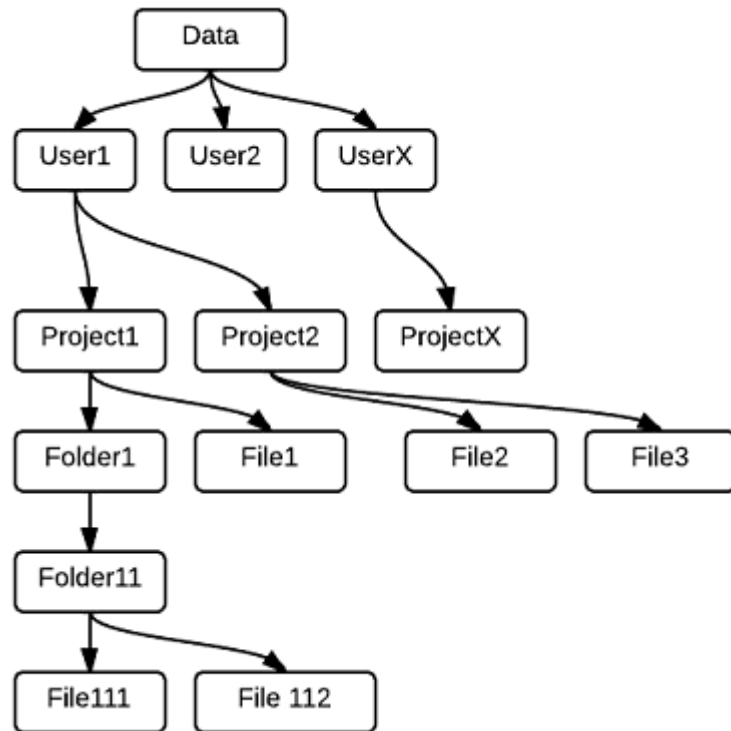 Data
User1
User2
UserX
Project1
Project2
ProjectX
Folder1
File1
File2
File3
Folder11
File111
File 112